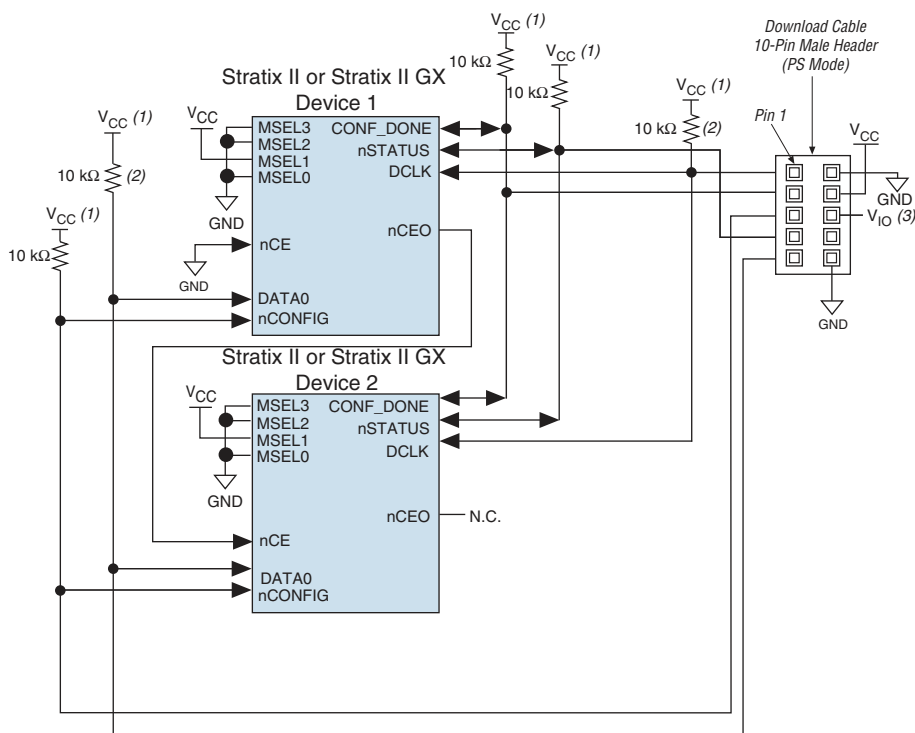 V_CC (1)
10 kΩ
V_CC (1)
10 kΩ
V_CC (1)
10 kΩ (2)
Download Cable
10-Pin Male Header
(PS Mode)
Pin 1
V_CC
GND
V_IO (3)
GND
V_CC (1)
10 kΩ (2)
V_CC (1)
10 kΩ
Stratix II or Stratix II GX
Device 1
V_CC
MSEL3
MSEL2
MSEL1
MSEL0
GND
CONF_DONE
nSTATUS
DCLK
nCEO
nCE
GND
DATA0
nCONFIG
Stratix II or Stratix II GX
Device 2
V_CC
MSEL3
MSEL2
MSEL1
MSEL0
GND
CONF_DONE
nSTATUS
DCLK
nCEO
N.C.
nCE
DATA0
nCONFIG